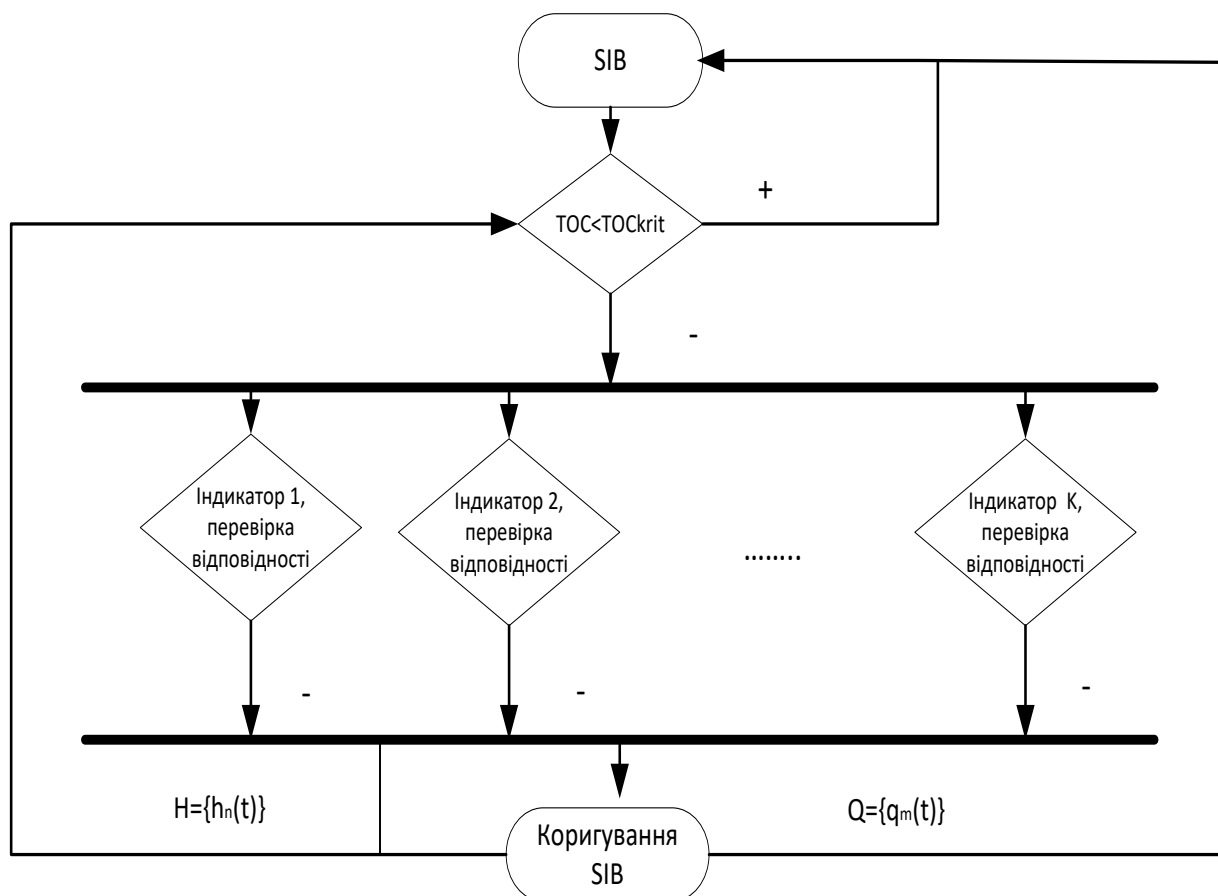 SIB
TOC<TOCkrit
+
-
Індикатор 1,
перевірка
відповідності
Індикатор 2,
перевірка
відповідності
........
Індикатор K,
перевірка
відповідності
-
-
-
H={hn(t)}
Q={qm(t)}
Коригування
SIB